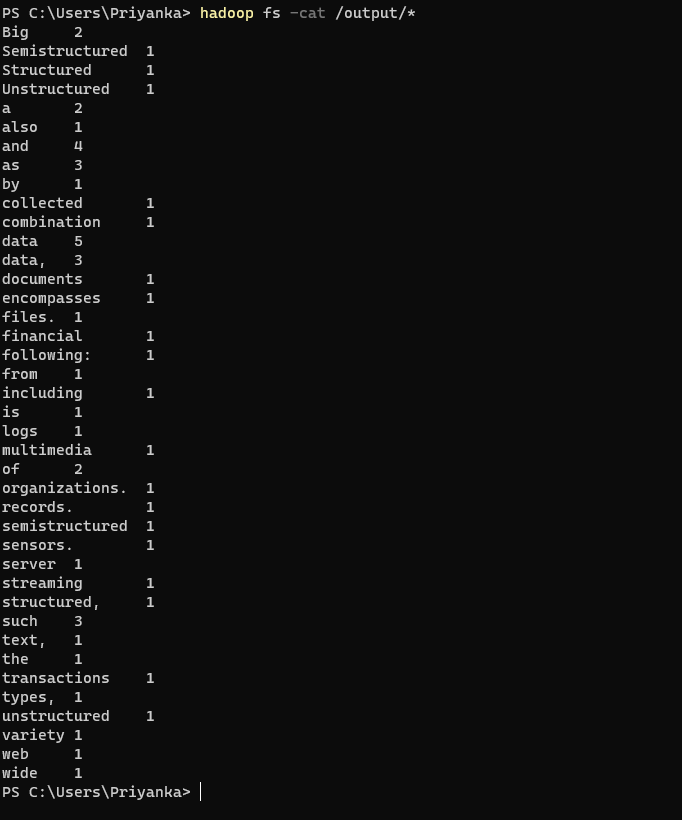 PS C:\Users\Priyanka> hadoop fs -cat /output/*
Big     2
Semistructured  1
Structured      1
Unstructured    1
a       2
also    1
and     4
as      3
by      1
collected       1
combination     1
data    5
data,   3
documents       1
encompasses     1
files.  1
financial       1
following:      1
from    1
including       1
is      1
logs    1
multimedia      1
of      2
organizations.  1
records.        1
semistructured  1
sensors.        1
server  1
streaming       1
structured,     1
such    3
text,   1
the     1
transactions    1
types,  1
unstructured    1
variety 1
web     1
wide    1
PS C:\Users\Priyanka>